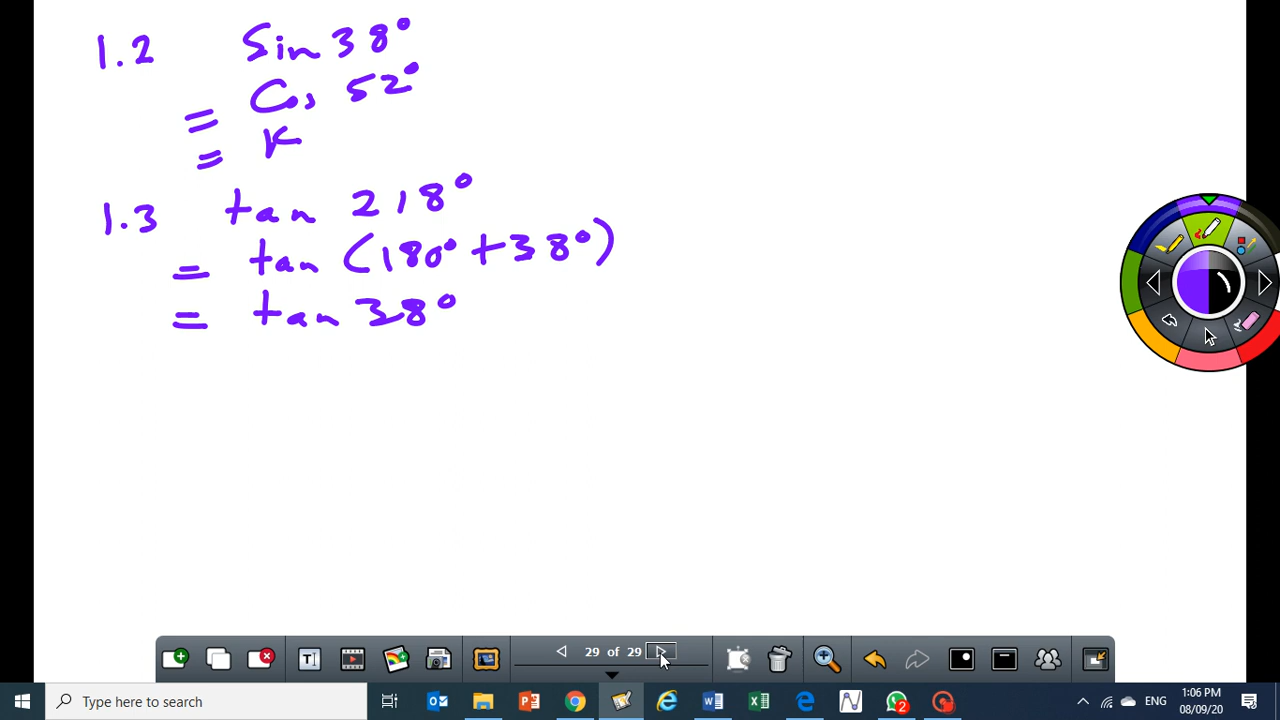 1.2 Sin 38°
= Cos 52°
= K
1.3 tan 218°
= tan (180° + 38°)
= tan 38°
29 of 29
Type here to search
2
ENG
1:06 PM
08/09/20